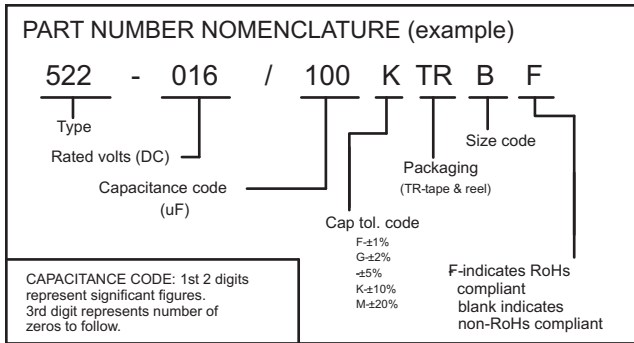 PART NUMBER NOMENCLATURE (example)
522 - 016 / 100 K TR B F
Type
Size code
Rated volts (DC)
Packaging
(TR-tape & reel)
Capacitance code
(uF)
Cap tol. code
F-±1%
G-±2%
-±5%
K-±10%
M-±20%
F-indicates RoHs
compliant
blank indicates
non-RoHs compliant
CAPACITANCE CODE: 1st 2 digits
represent significant figures.
3rd digit represents number of
zeros to follow.